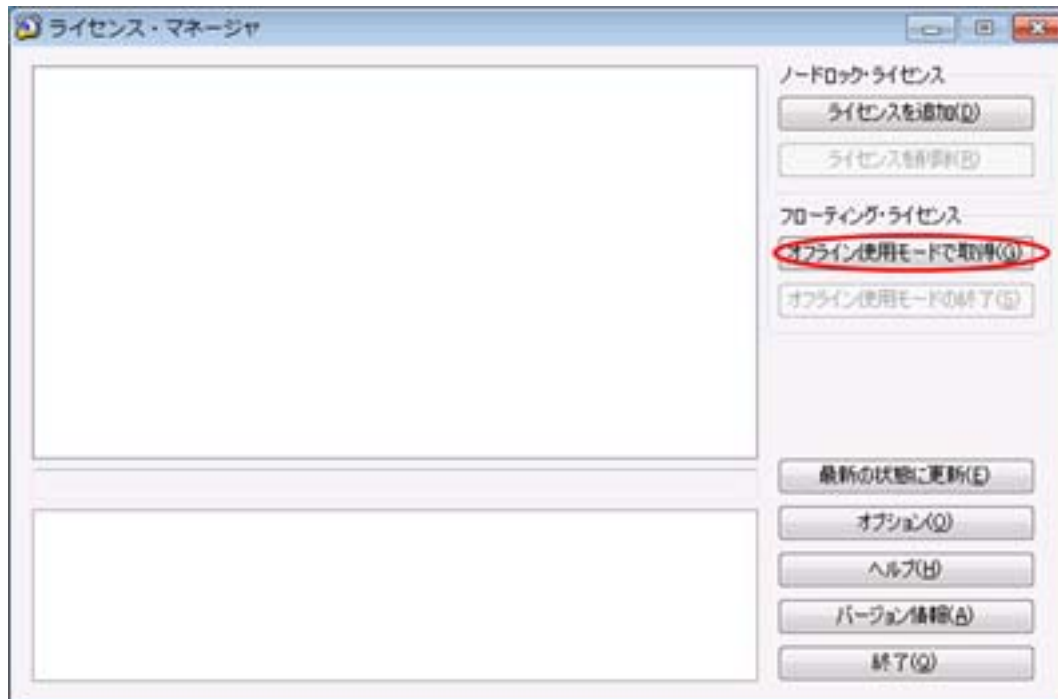 ライセンス・マネージャ
ノードロック・ライセンス
ライセンスを追加(D)
ライセンスを削除(R)
フローティング・ライセンス
オフライン使用モードで取得(G)
オフライン使用モードの終了(S)
最新の状態に更新(E)
オプション(O)
ヘルプ(H)
バージョン情報(A)
終了(Q)